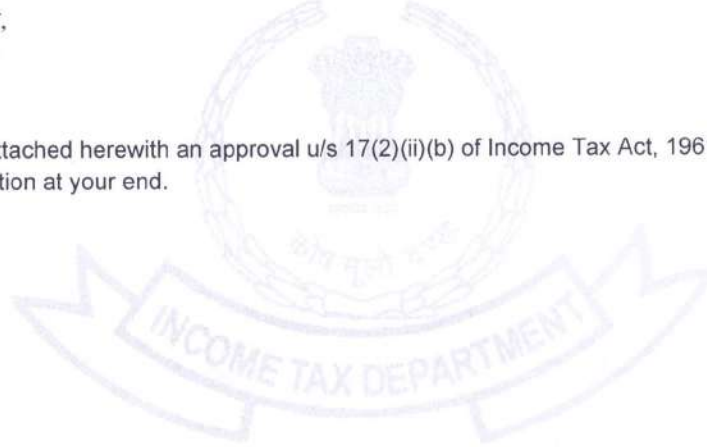 ttached herewith an approval u/s 17(2)(ii)(b) of Income Tax Act, 196
tion at your end.
कोष मूलो दण्डः
INCOME TAX DEPARTMENT